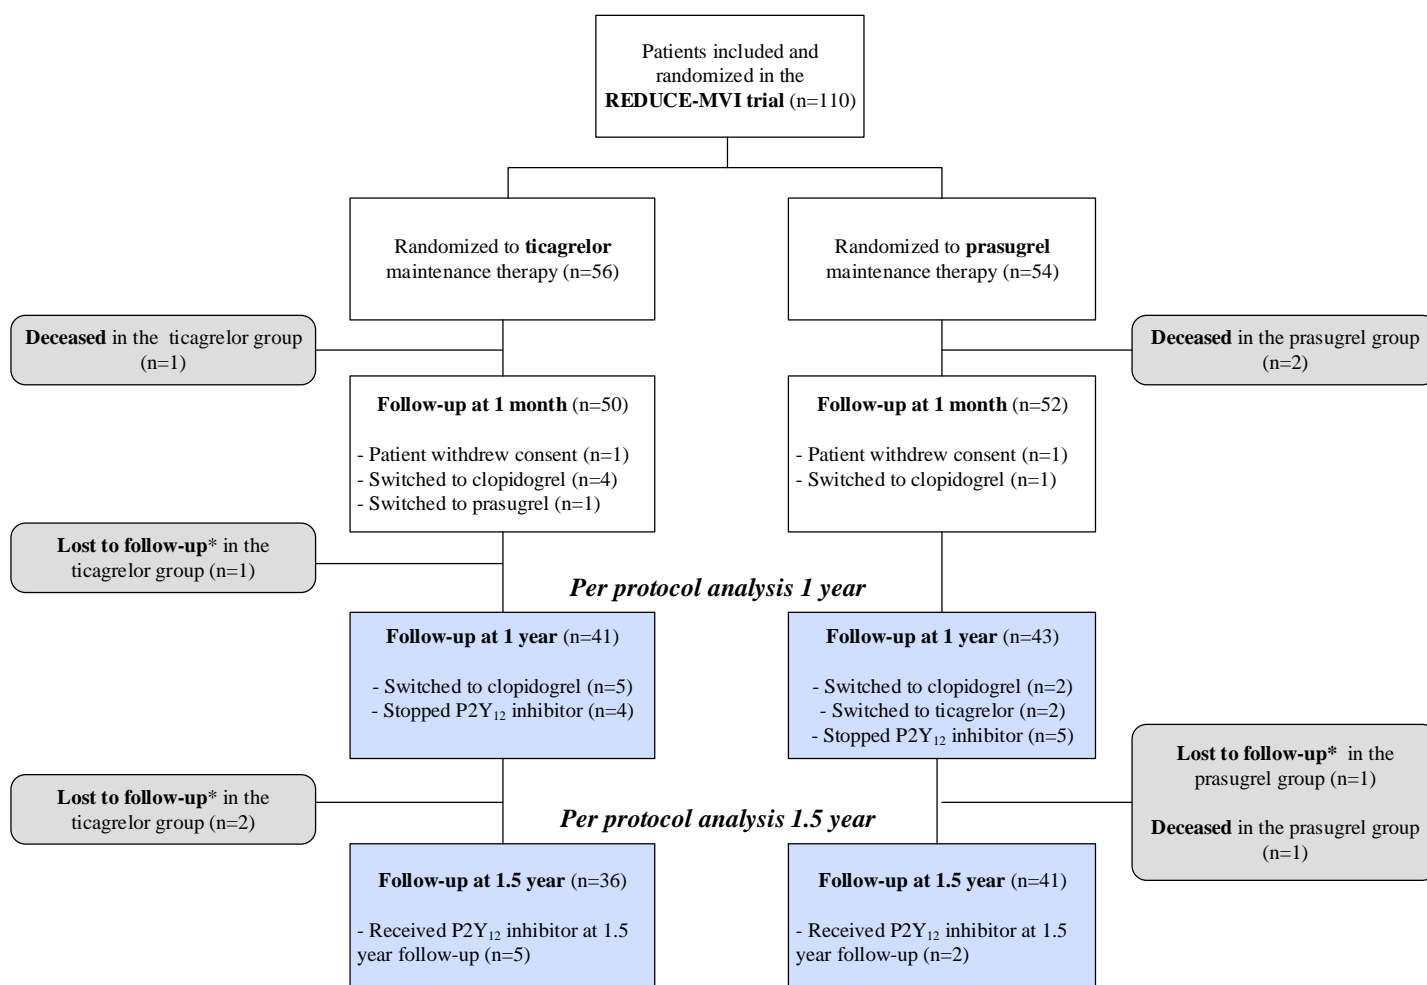 Patients included and
randomized in the
REDUCE-MVI trial (n=110)
Randomized to ticagrelor
maintenance therapy (n=56)
Randomized to prasugrel
maintenance therapy (n=54)
Deceased in the ticagrelor group
(n=1)
Deceased in the prasugrel group
(n=2)
Follow-up at 1 month (n=50)
- Patient withdrew consent (n=1)
- Switched to clopidogrel (n=4)
- Switched to prasugrel (n=1)
Follow-up at 1 month (n=52)
- Patient withdrew consent (n=1)
- Switched to clopidogrel (n=1)
Lost to follow-up* in the
ticagrelor group (n=1)
Per protocol analysis 1 year
Follow-up at 1 year (n=41)
- Switched to clopidogrel (n=5)
- Stopped P2Y₁₂ inhibitor (n=4)
Follow-up at 1 year (n=43)
- Switched to clopidogrel (n=2)
- Switched to ticagrelor (n=2)
- Stopped P2Y₁₂ inhibitor (n=5)
Lost to follow-up* in the
ticagrelor group (n=2)
Lost to follow-up* in the
prasugrel group (n=1)
Deceased in the prasugrel group
(n=1)
Per protocol analysis 1.5 year
Follow-up at 1.5 year (n=36)
- Received P2Y₁₂ inhibitor at 1.5
year follow-up (n=5)
Follow-up at 1.5 year (n=41)
- Received P2Y₁₂ inhibitor at 1.5
year follow-up (n=2)